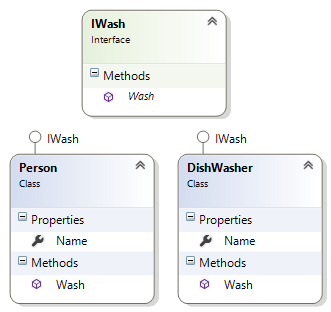 IWash
Interface
Methods
Wash
IWash
Person
Class
Properties
Name
Methods
Wash
IWash
DishWasher
Class
Properties
Name
Methods
Wash